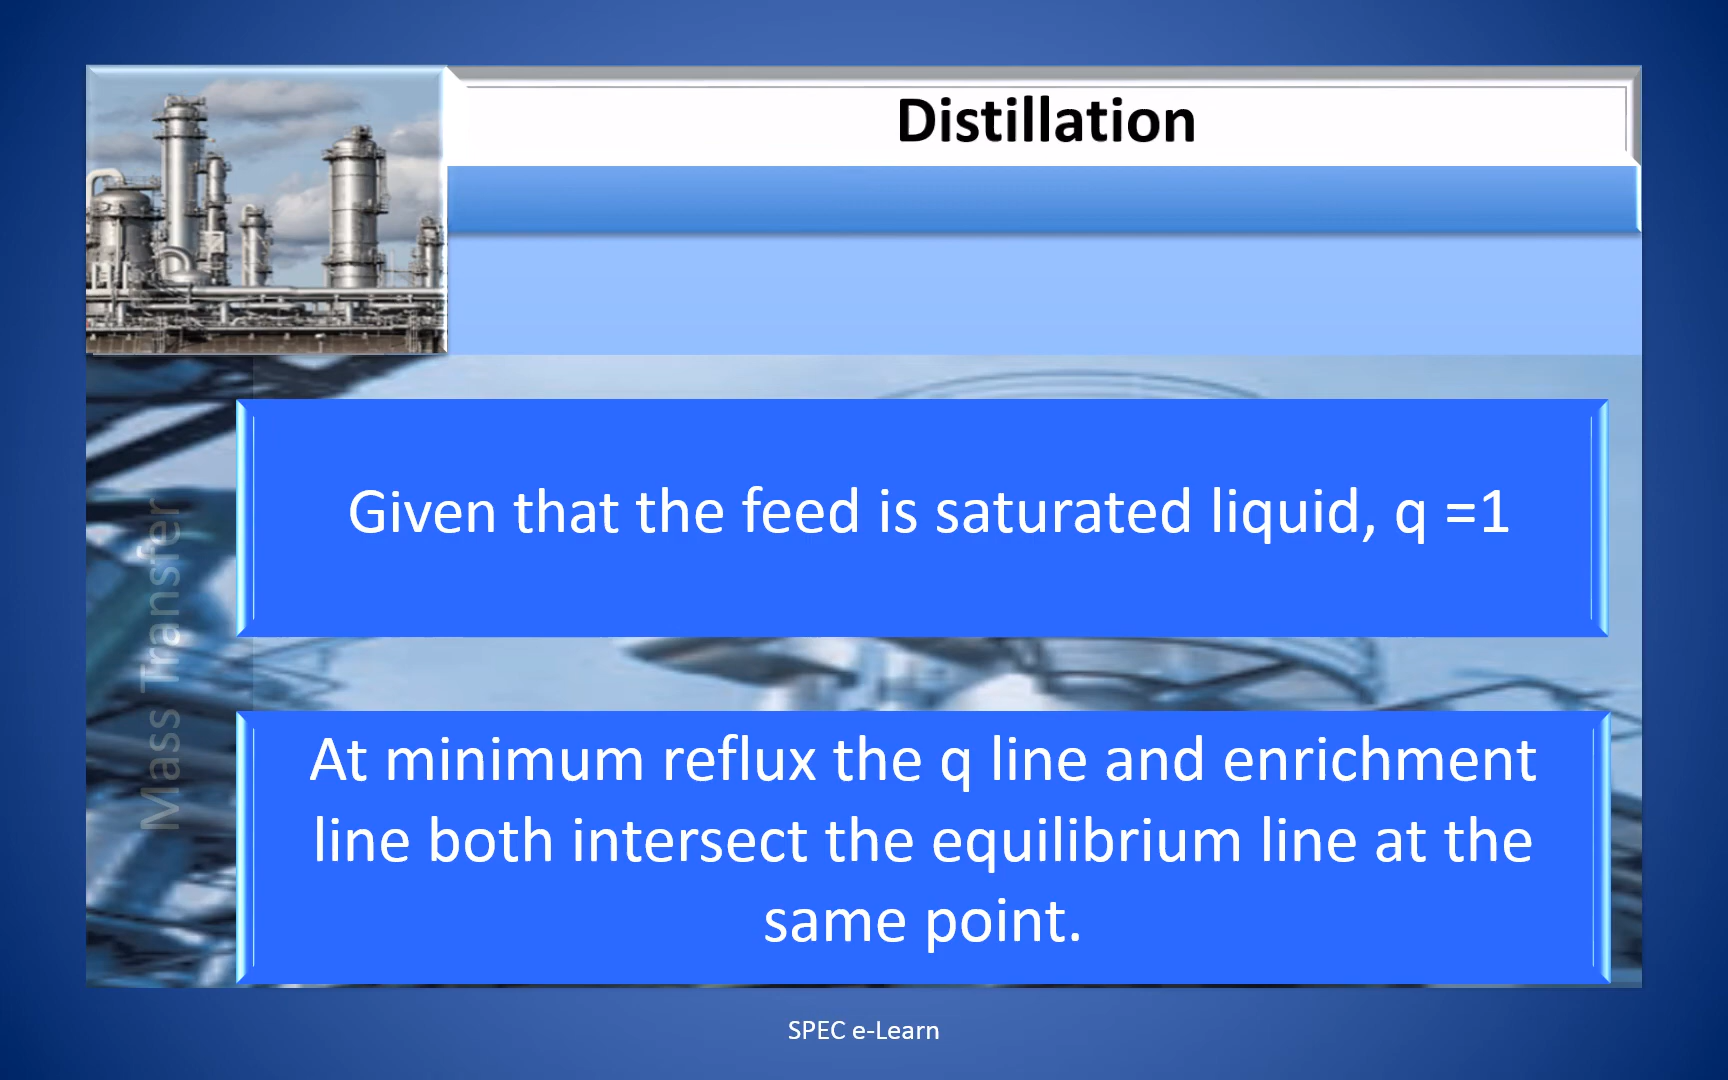 Distillation
Given that the feed is saturated liquid, q =1
Mass Transfer
At minimum reflux the q line and enrichment
line both intersect the equilibrium line at the
same point.
SPEC e-Learn